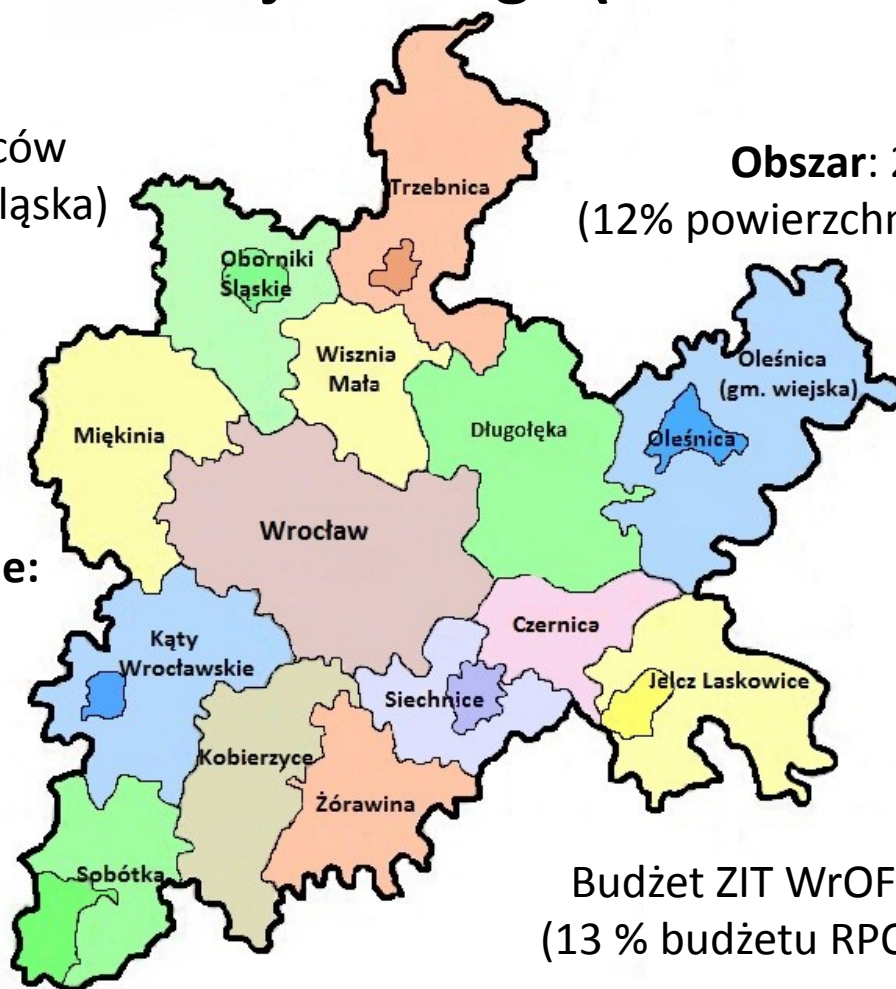 Trzebnica
Obszar: 2
(12% powierzchn
Oborniki
Śląskie
Wisznia
Mała
Oleśnica
(gm. wiejska)
Oleśnica
Długołęka
Miękinia
Wrocław
e:
Czernica
Kąty
Wrocławskie
Siechnice
Jelcz Laskowice
Kobierzyce
Żórawina
Sobótka
Budżet ZIT WrOF
(13 % budżetu RPO
ców
ląska)